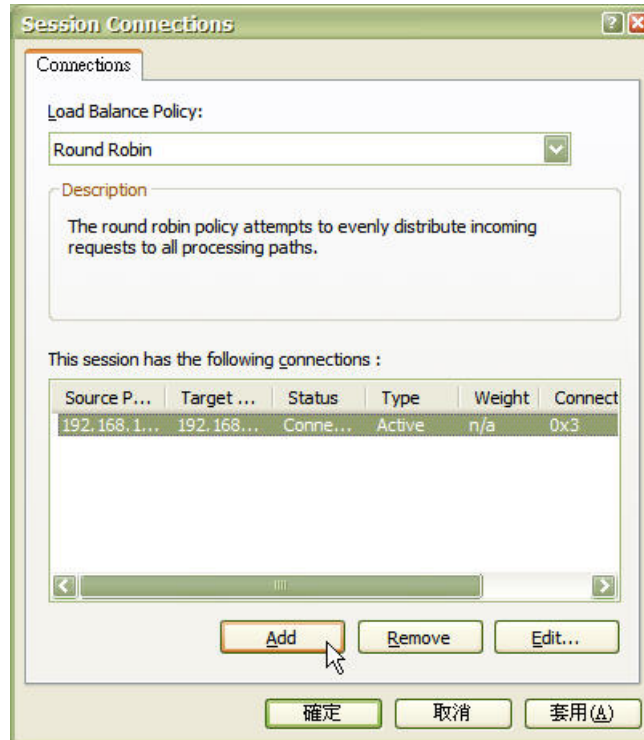 Session Connections
Connections
Load Balance Policy:
Round Robin
Description
The round robin policy attempts to evenly distribute incoming
requests to all processing paths.
This session has the following connections :
Source P... Target ... Status Type Weight Connect
192.168.1... 192.168... Conne... Active n/a 0x3
Add Remove Edit...
確定 取消 套用(A)